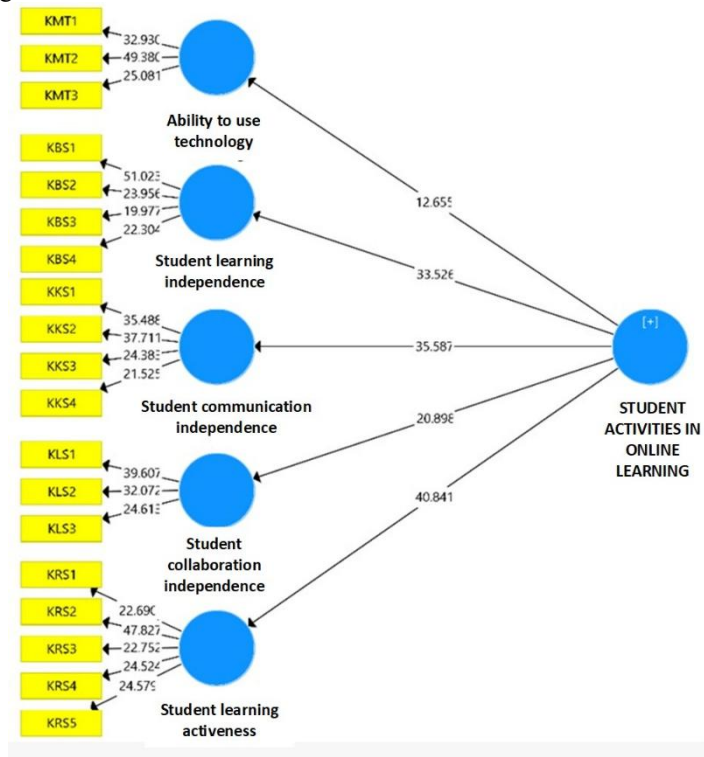 KMT1
KMT2
KMT3
32.930
49.380
25.081
Ability to use
technology
KBS1
KBS2
KBS3
KBS4
51.023
23.956
19.977
22.304
Student learning
independence
KKS1
KKS2
KKS3
KKS4
35.488
37.711
24.383
21.525
Student communication
independence
KLS1
KLS2
KLS3
39.607
32.072
24.613
Student
collaboration
independence
KRS1
KRS2
KRS3
KRS4
KRS5
22.690
47.827
22.752
24.524
24.579
Student learning
activeness
12.655
33.526
35.587
20.898
40.841
[+]
STUDENT
ACTIVITIES IN
ONLINE
LEARNING